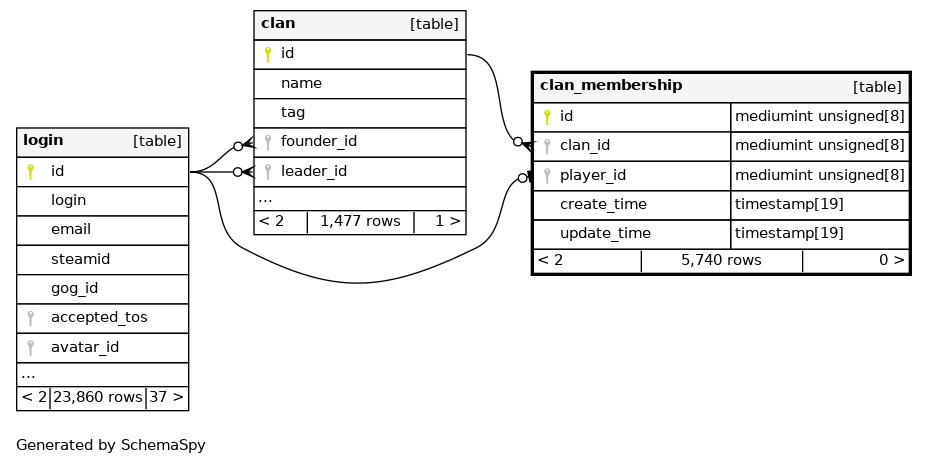 clan [table]
id
name
tag
founder_id
leader_id
...
< 2 1,477 rows 1 >
clan_membership [table]
id mediumint unsigned[8]
clan_id mediumint unsigned[8]
player_id mediumint unsigned[8]
create_time timestamp[19]
update_time timestamp[19]
< 2 5,740 rows 0 >
login [table]
id
login
email
steamid
gog_id
accepted_tos
avatar_id
...
< 2 23,860 rows 37 >
Generated by SchemaSpy